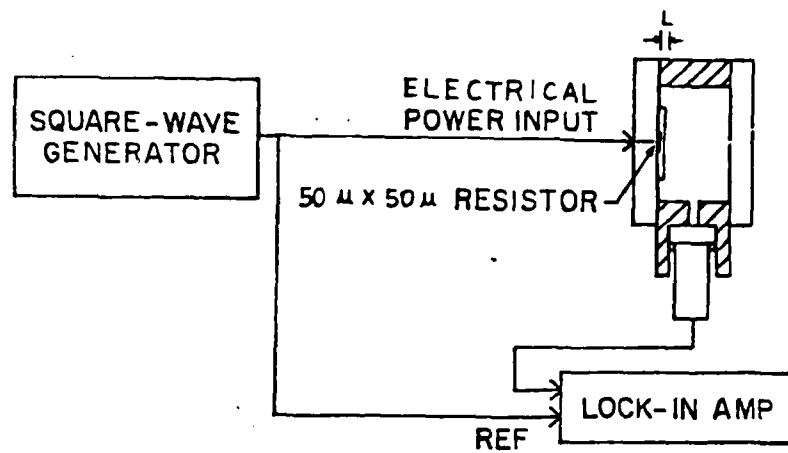 L
SQUARE-WAVE
GENERATOR
ELECTRICAL
POWER INPUT
50 μ x 50 μ RESISTOR
LOCK-IN AMP
REF